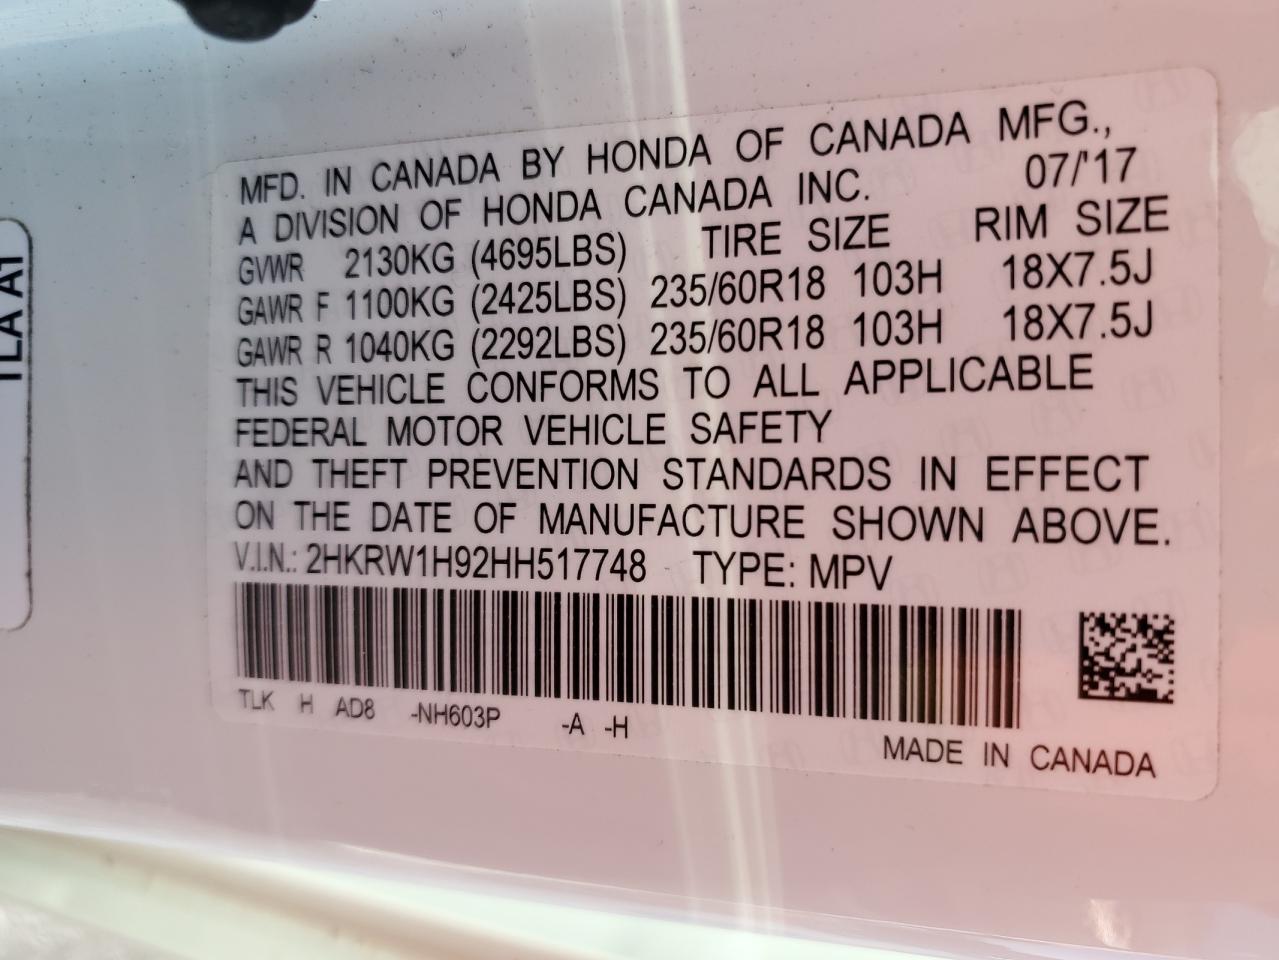 MFD. IN CANADA BY HONDA OF CANADA MFG.,
A DIVISION OF HONDA CANADA INC. 07/'17
GVWR 2130KG (4695LBS) TIRE SIZE RIM SIZE
GAWR F 1100KG (2425LBS) 235/60R18 103H 18X7.5J
GAWR R 1040KG (2292LBS) 235/60R18 103H 18X7.5J
THIS VEHICLE CONFORMS TO ALL APPLICABLE
FEDERAL MOTOR VEHICLE SAFETY
AND THEFT PREVENTION STANDARDS IN EFFECT
ON THE DATE OF MANUFACTURE SHOWN ABOVE.
V.I.N.: 2HKRW1H92HH517748 TYPE: MPV
TLK H AD8 -NH603P -A -H
MADE IN CANADA
TLA A1